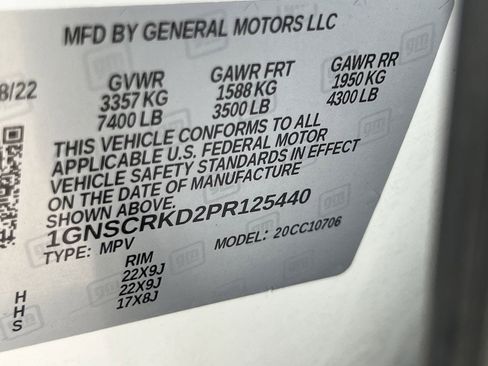 MFD BY GENERAL MOTORS LLC
8/22 GVWR GAWR FRT GAWR RR
3357 KG 1588 KG 1950 KG
7400 LB 3500 LB 4300 LB
THIS VEHICLE CONFORMS TO ALL
APPLICABLE U.S. FEDERAL MOTOR
VEHICLE SAFETY STANDARDS IN EFFECT
ON THE DATE OF MANUFACTURE
SHOWN ABOVE.
1GNSCRKD2PR125440
TYPE: MPV MODEL: 20CC10706
RIM
22X9J
H 22X9J
H 17X8J
S